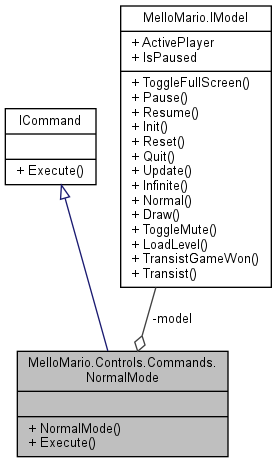 MelloMario.IModel
+ ActivePlayer
+ IsPaused
+ ToggleFullScreen()
+ Pause()
+ Resume()
+ Init()
+ Reset()
+ Quit()
+ Update()
+ Infinite()
+ Normal()
+ Draw()
+ ToggleMute()
+ LoadLevel()
+ TransistGameWon()
+ Transist()
ICommand
+ Execute()
-model
MelloMario.Controls.Commands.
NormalMode
+ NormalMode()
+ Execute()